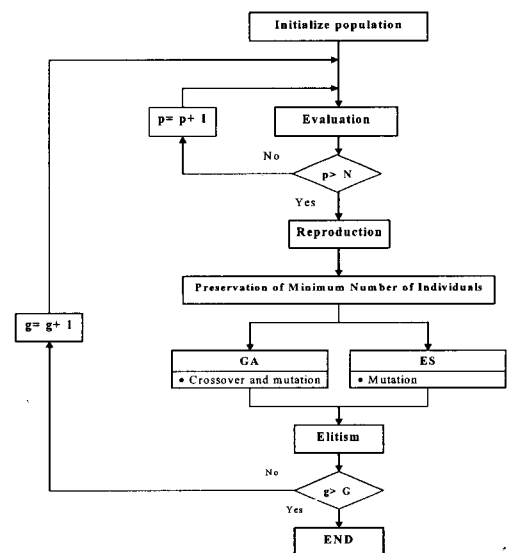 Initialize population
p= p+ 1
Evaluation
No
p> N
Yes
Reproduction
Preservation of Minimum Number of Individuals
g= g+ 1
GA
ES
• Crossover and mutation
• Mutation
Elitism
No
g> G
Yes
END